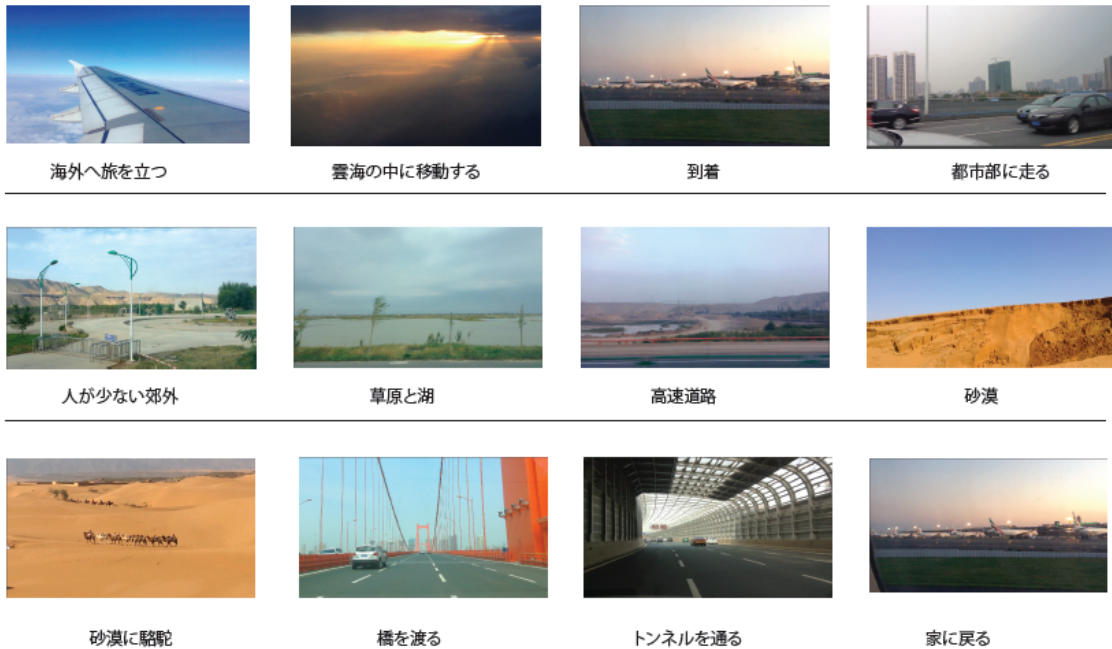 海外へ旅を立つ
雲海の中に移動する
到着
都市部に走る
人が少ない郊外
草原と湖
高速道路
砂漠
砂漠に駱駝
橋を渡る
トンネルを通る
家に戻る